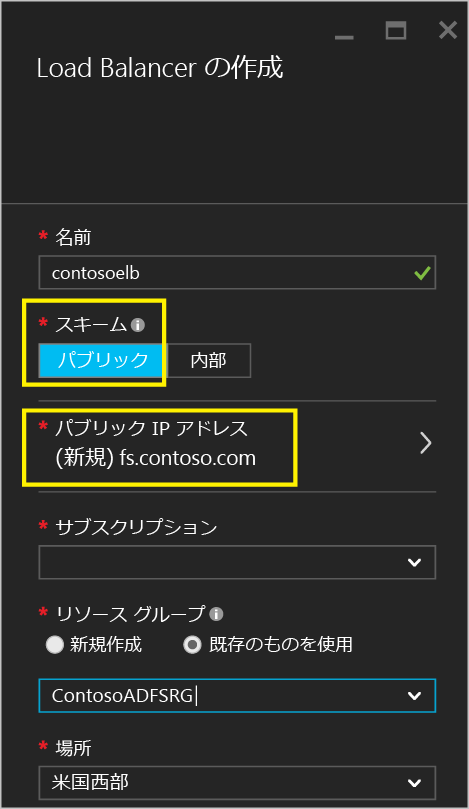 Load Balancer の作成
* 名前
contosoelb
* スキーム
パブリック 内部
* パブリック IP アドレス
(新規) fs.contoso.com
* サブスクリプション
* リソース グループ
新規作成 既存のものを使用
ContosoADFSRG
* 場所
米国西部